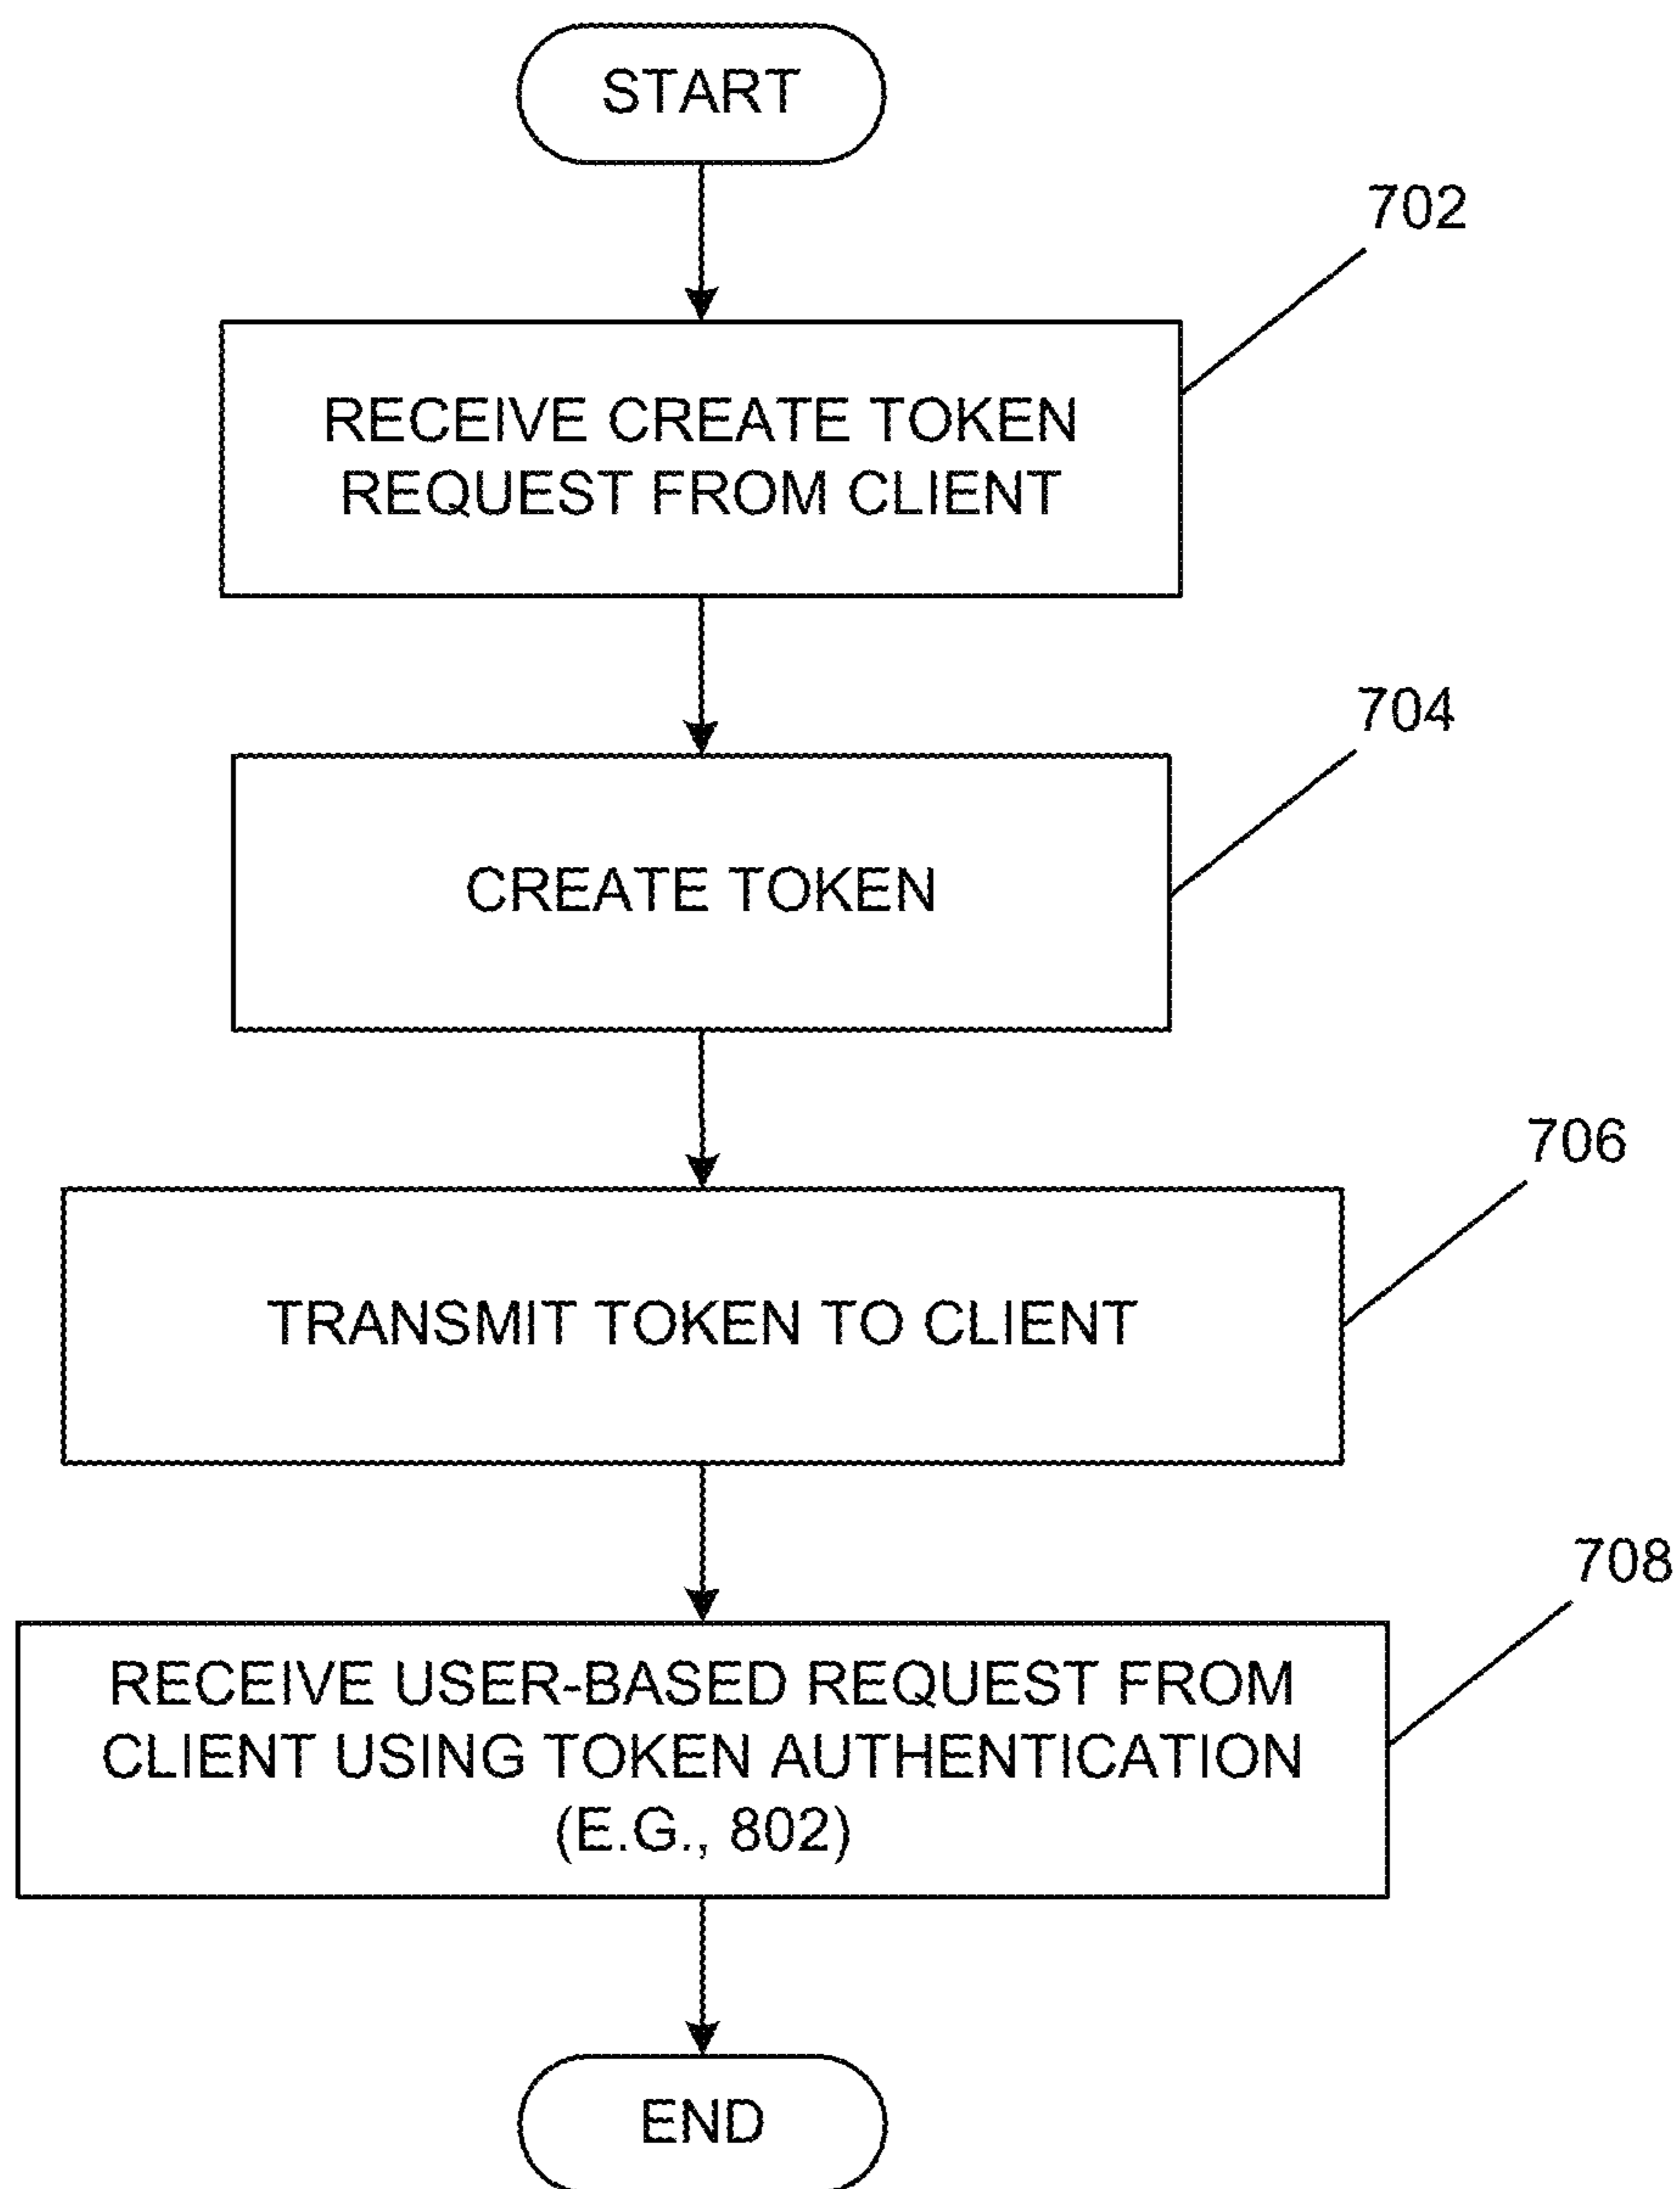 START
702
RECEIVE CREATE TOKEN
REQUEST FROM CLIENT
704
CREATE TOKEN
706
TRANSMIT TOKEN TO CLIENT
708
RECEIVE USER-BASED REQUEST FROM
CLIENT USING TOKEN AUTHENTICATION
(E.G., 802)
END